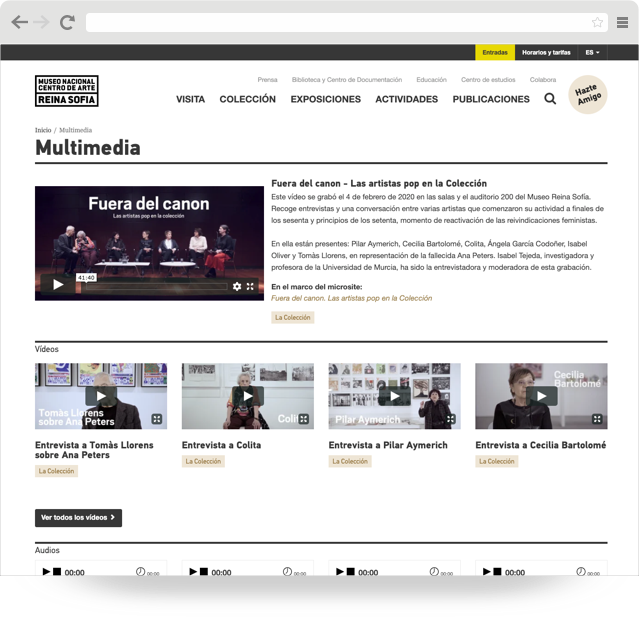 Entradas
Horarios y tarifas
ES
MUSEO NACIONAL
CENTRO DE ARTE
REINA SOFIA
Prensa
Biblioteca y Centro de Documentación
Educación
Centro de estudios
Colabora
VISITA
COLECCIÓN
EXPOSICIONES
ACTIVIDADES
PUBLICACIONES
Hazte
Amigo
Inicio / Multimedia
Multimedia
Fuera del canon
Las artistas pop en la colección
41:40
Fuera del canon - Las artistas pop en la Colección
Este vídeo se grabó el 4 de febrero de 2020 en las salas y el auditorio 200 del Museo Reina Sofía.
Recoge entrevistas y una conversación entre varias artistas que comenzaron su actividad a finales de
los sesenta y principios de los setenta, momento de reactivación de las reivindicaciones feministas.
En ella están presentes: Pilar Aymerich, Cecilia Bartolomé, Colita, Ángela García Codoñer, Isabel
Oliver y Tomàs Llorens, en representación de la fallecida Ana Peters. Isabel Tejeda, investigadora y
profesora de la Universidad de Murcia, ha sido la entrevistadora y moderadora de esta grabación.
En el marco del microsite:
Fuera del canon. Las artistas pop en la Colección
La Colección
Vídeos
Tomàs Llorens
sobre Ana Peters
Colita
Pilar Aymerich
Cecilia
Bartolomé
Entrevista a Tomàs Llorens
sobre Ana Peters
La Colección
Entrevista a Colita
La Colección
Entrevista a Pilar Aymerich
La Colección
Entrevista a Cecilia Bartolomé
La Colección
Ver todos los vídeos
Audios
00:00
00:00
00:00
00:00
00:00
00:00
00:00
00:00